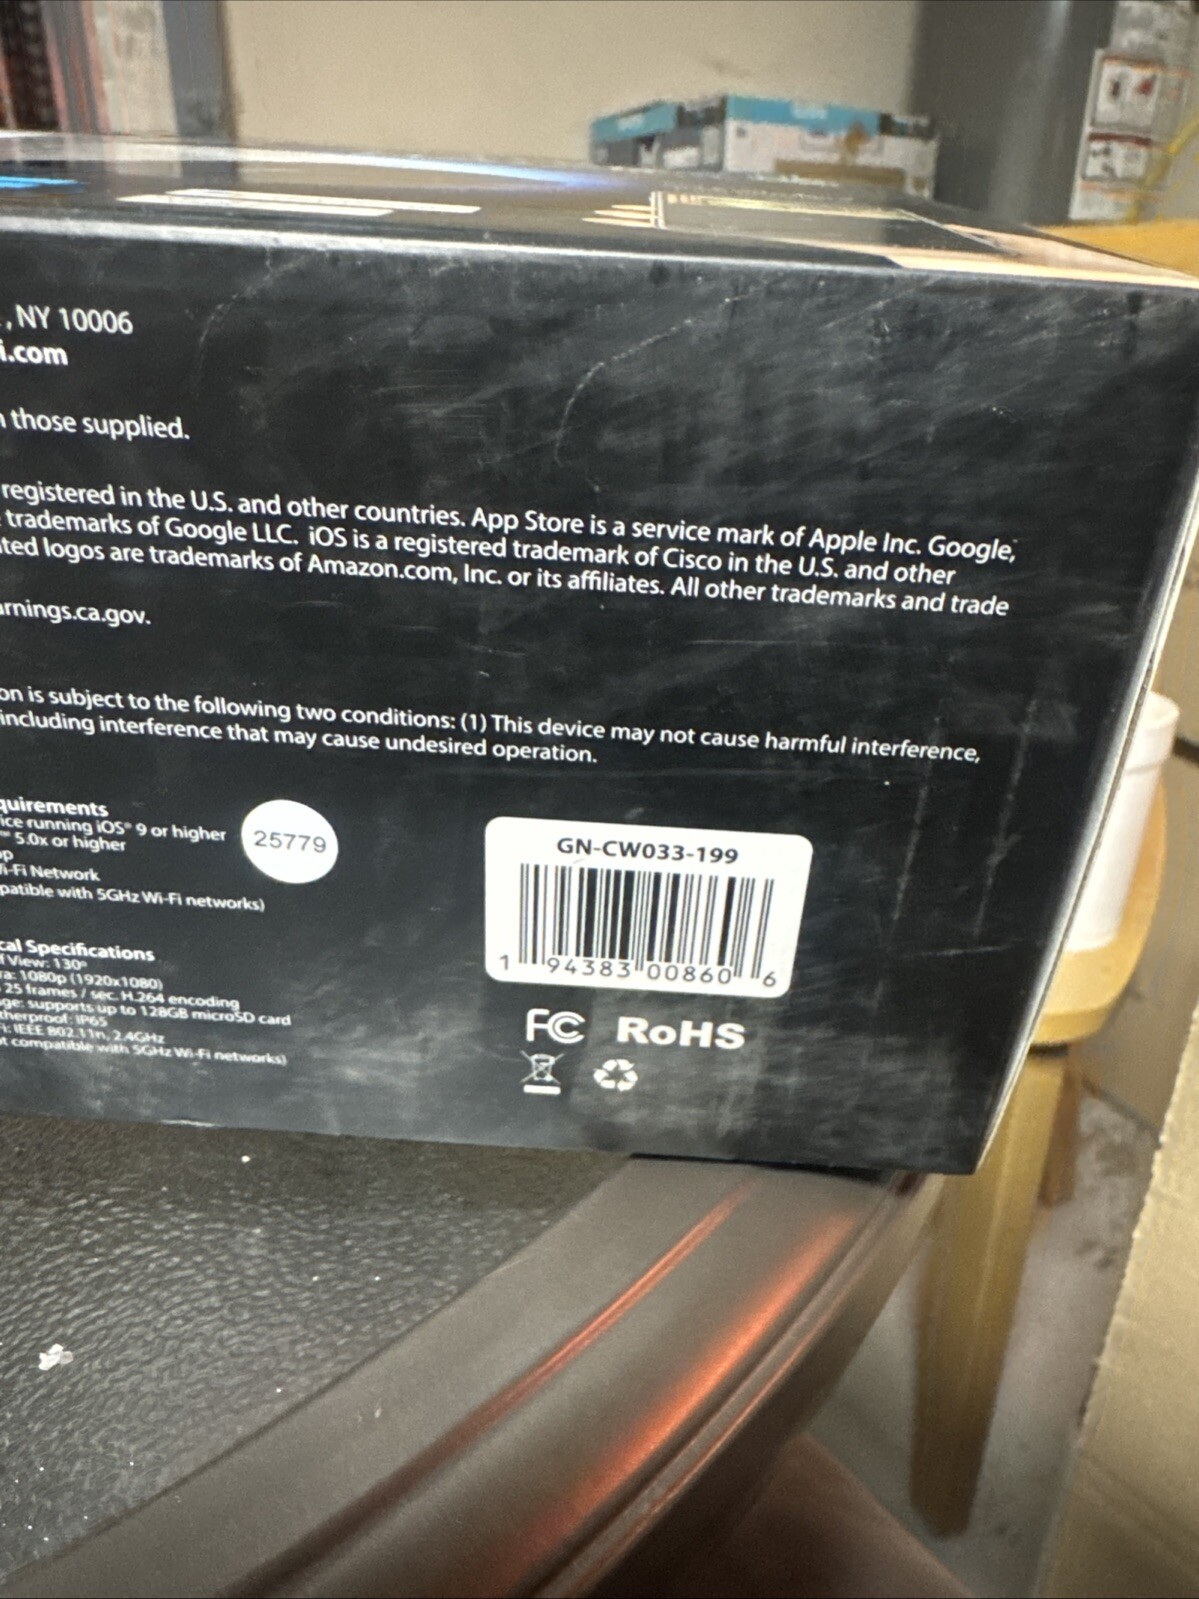 , NY 10006
i.com
those supplied.
registered in the U.S. and other countries. App Store is a service mark of Apple Inc. Google,
trademarks of Google LLC. iOS is a registered trademark of Cisco in the U.S. and other
ted logos are trademarks of Amazon.com, Inc. or its affiliates. All other trademarks and trade
arnings.ca.gov.
on is subject to the following two conditions: (1) This device may not cause harmful interference,
including interference that may cause undesired operation.
quirements
ice running iOS® 9 or higher
™ 5.0x or higher
p
i-Fi Network
patible with 5GHz Wi-Fi networks)
25779
cal Specifications
f View: 130°
ra: 1080p (1920x1080)
25 frames / sec. H.264 encoding
ge: supports up to 128GB microSD card
therproof: IP65
i: IEEE 802.11n, 2.4GHz
t compatible with 5GHz Wi-Fi networks)
GN-CW033-199
1 94383 00860 6
FC RoHS